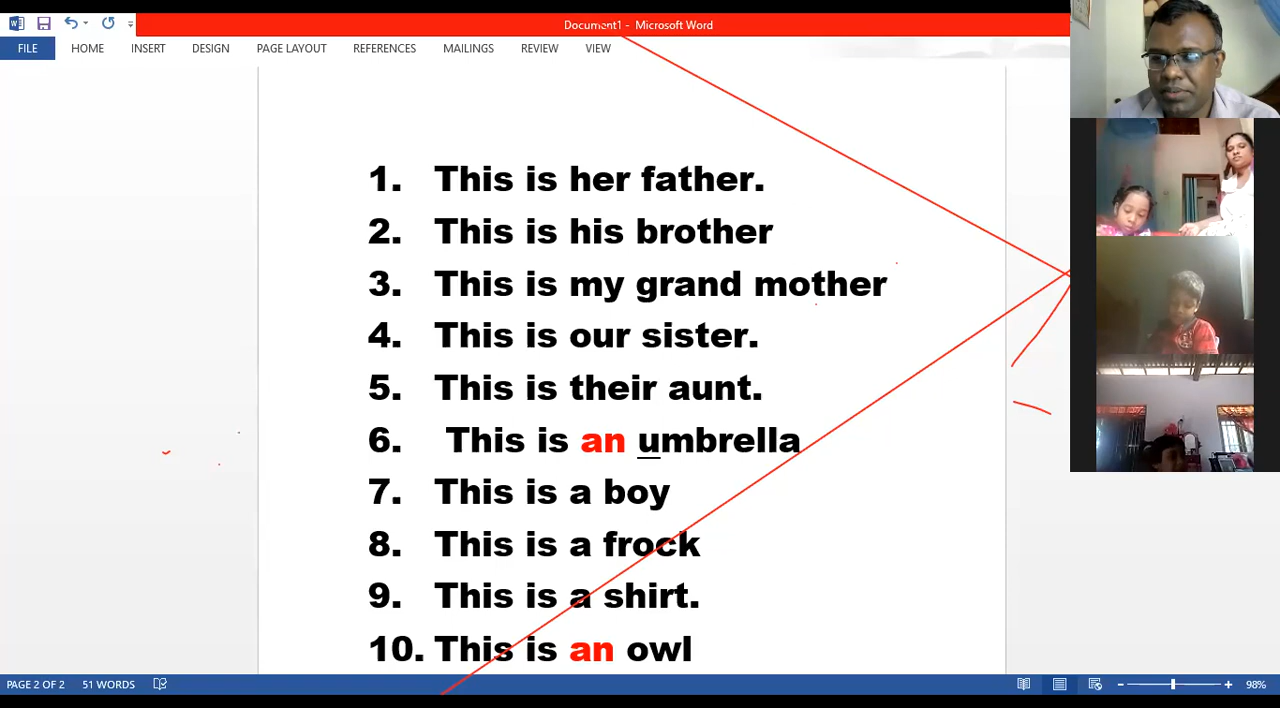 Document1 - Microsoft Word
FILE HOME INSERT DESIGN PAGE LAYOUT REFERENCES MAILINGS REVIEW VIEW
1. This is her father.
2. This is his brother
3. This is my grand mother
4. This is our sister.
5. This is their aunt.
6. This is an umbrella
7. This is a boy
8. This is a frock
9. This is a shirt.
10. This is an owl
PAGE 2 OF 2 51 WORDS 98%